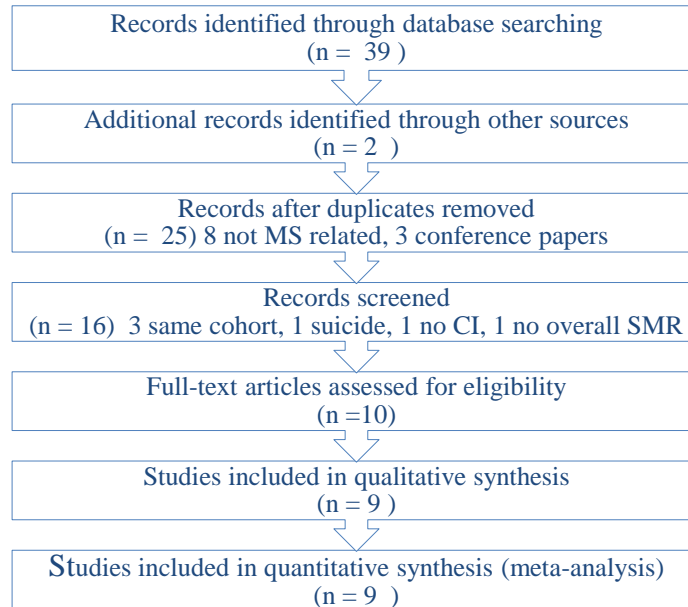 Records identified through database searching
(n = 39 )
Additional records identified through other sources
(n = 2 )
Records after duplicates removed
(n = 25) 8 not MS related, 3 conference papers
Records screened
(n = 16) 3 same cohort, 1 suicide, 1 no CI, 1 no overall SMR
Full-text articles assessed for eligibility
(n =10)
Studies included in qualitative synthesis
(n = 9 )
Studies included in quantitative synthesis (meta-analysis)
(n = 9 )